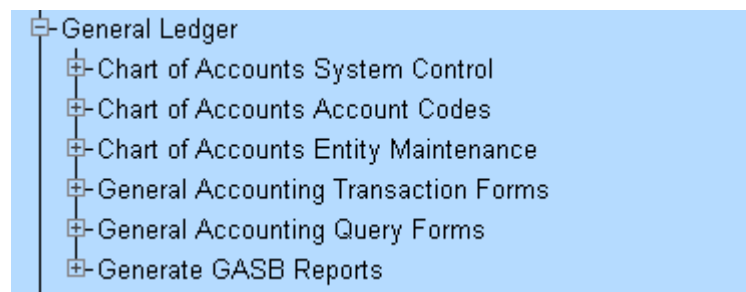 General Ledger
Chart of Accounts System Control
Chart of Accounts Account Codes
Chart of Accounts Entity Maintenance
General Accounting Transaction Forms
General Accounting Query Forms
Generate GASB Reports